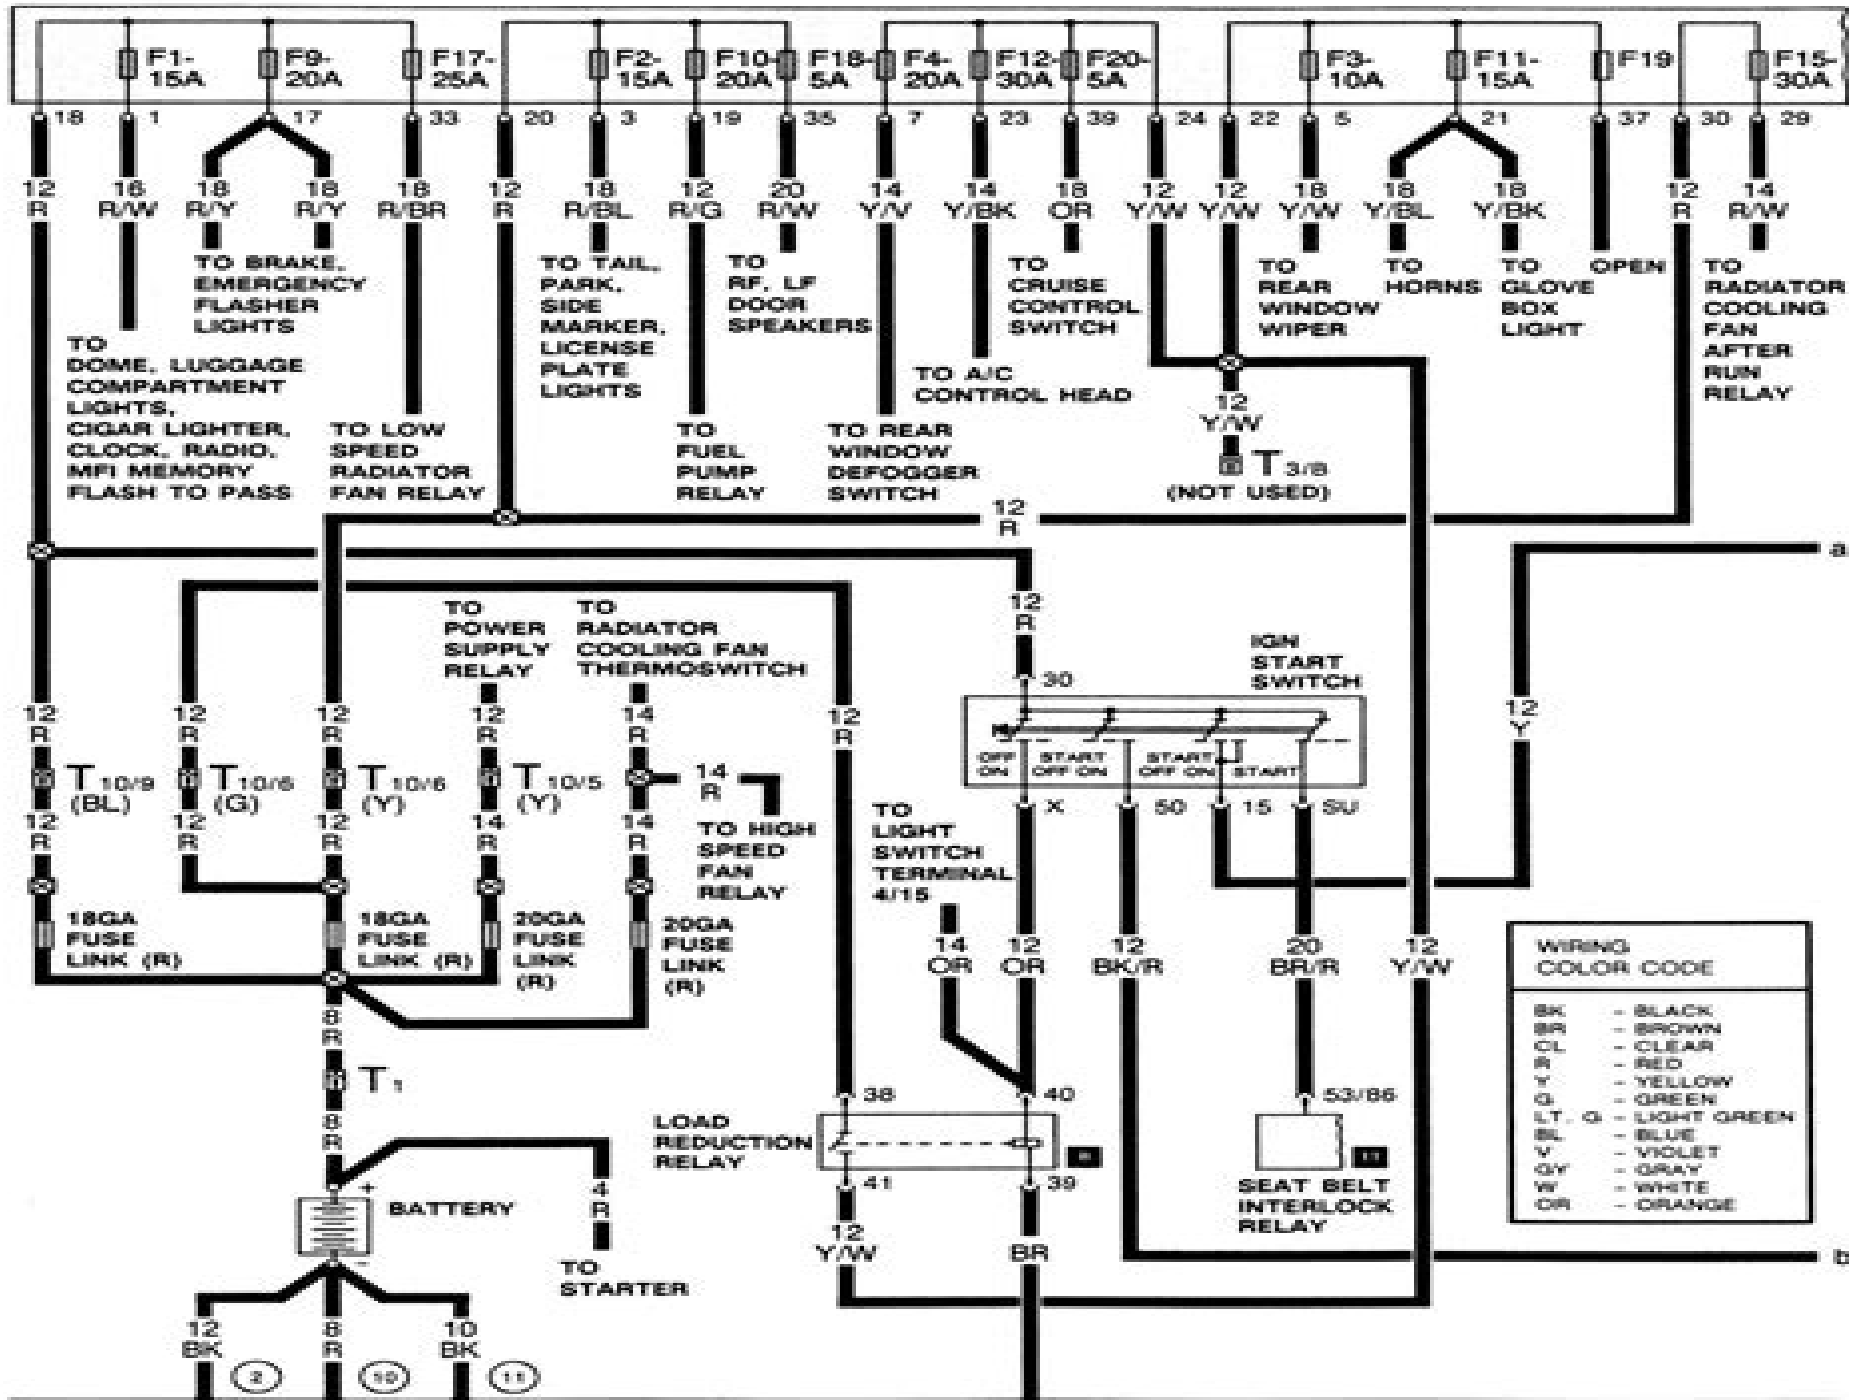 F1-
15A
F9-
20A
F17-
25A
F2-
15A
F10-
20A
F18-
5A
F4-
20A
F12-
30A
F20-
5A
F3-
10A
F11-
15A
F19
F15-
30A
18 1 17 33 20 3 19 35 7 23 39 24 22 5 21 37 30 29
12 16 18 18 18 12 18 12 20 14 14 18 12 12 18 18 18 12 14
R R/W R/Y R/Y R/BR R R/BL R/G R/W Y/V Y/BK OR Y/W Y/W Y/W Y/BL Y/BK R R/W
TO BRAKE,
EMERGENCY
FLASHER
LIGHTS
TO TAIL,
PARK,
SIDE
MARKER,
LICENSE
PLATE
LIGHTS
TO
RF, LF
DOOR
SPEAKERS
TO
CRUISE
CONTROL
SWITCH
TO
REAR
WINDOW
WIPER
TO
HORNS
TO
GLOVE
BOX
LIGHT
OPEN
TO
RADIATOR
COOLING
FAN
AFTER
RUN
RELAY
TO
DOME, LUGGAGE
COMPARTMENT
LIGHTS,
CIGAR LIGHTER,
CLOCK, RADIO,
MFI MEMORY
FLASH TO PASS
TO LOW
SPEED
RADIATOR
FAN RELAY
TO
FUEL
PUMP
RELAY
TO REAR
WINDOW
DEFOGGER
SWITCH
TO A/C
CONTROL HEAD
12
Y/W
T 3/8
(NOT USED)
12
R
a
TO
POWER
SUPPLY
RELAY
TO
RADIATOR
COOLING FAN
THERMOSWITCH
12
R
IGN
START
SWITCH
30
12 12 12 12 14 12
R R R R R R
12
Y
OFF
ON
START
OFF ON
START
OFF ON
START
T 10/9
(BL)
T 10/6
(G)
T 10/6
(Y)
T 10/5
(Y)
14
R
12 12 12 14 14
R R R R R
TO HIGH
SPEED
FAN
RELAY
X 50 15 SU
TO
LIGHT
SWITCH
TERMINAL
4/15
18GA
FUSE
LINK (R)
18GA
FUSE
LINK (R)
20GA
FUSE
LINK
(R)
20GA
FUSE
LINK
(R)
14 12 12 20 12
OR OR BK/R BR/R Y/W
8
R
T 1
8
R
WIRING
COLOR CODE
BK - BLACK
BR - BROWN
CL - CLEAR
R - RED
Y - YELLOW
G - GREEN
LT. G - LIGHT GREEN
BL - BLUE
V - VIOLET
GY - GRAY
W - WHITE
OR - ORANGE
38 40 53/86
LOAD
REDUCTION
RELAY
41 39
SEAT BELT
INTERLOCK
RELAY
+
BATTERY
-
4
R
TO
STARTER
12
Y/W
BR
b
12 8 10
BK R BK
2 10 11